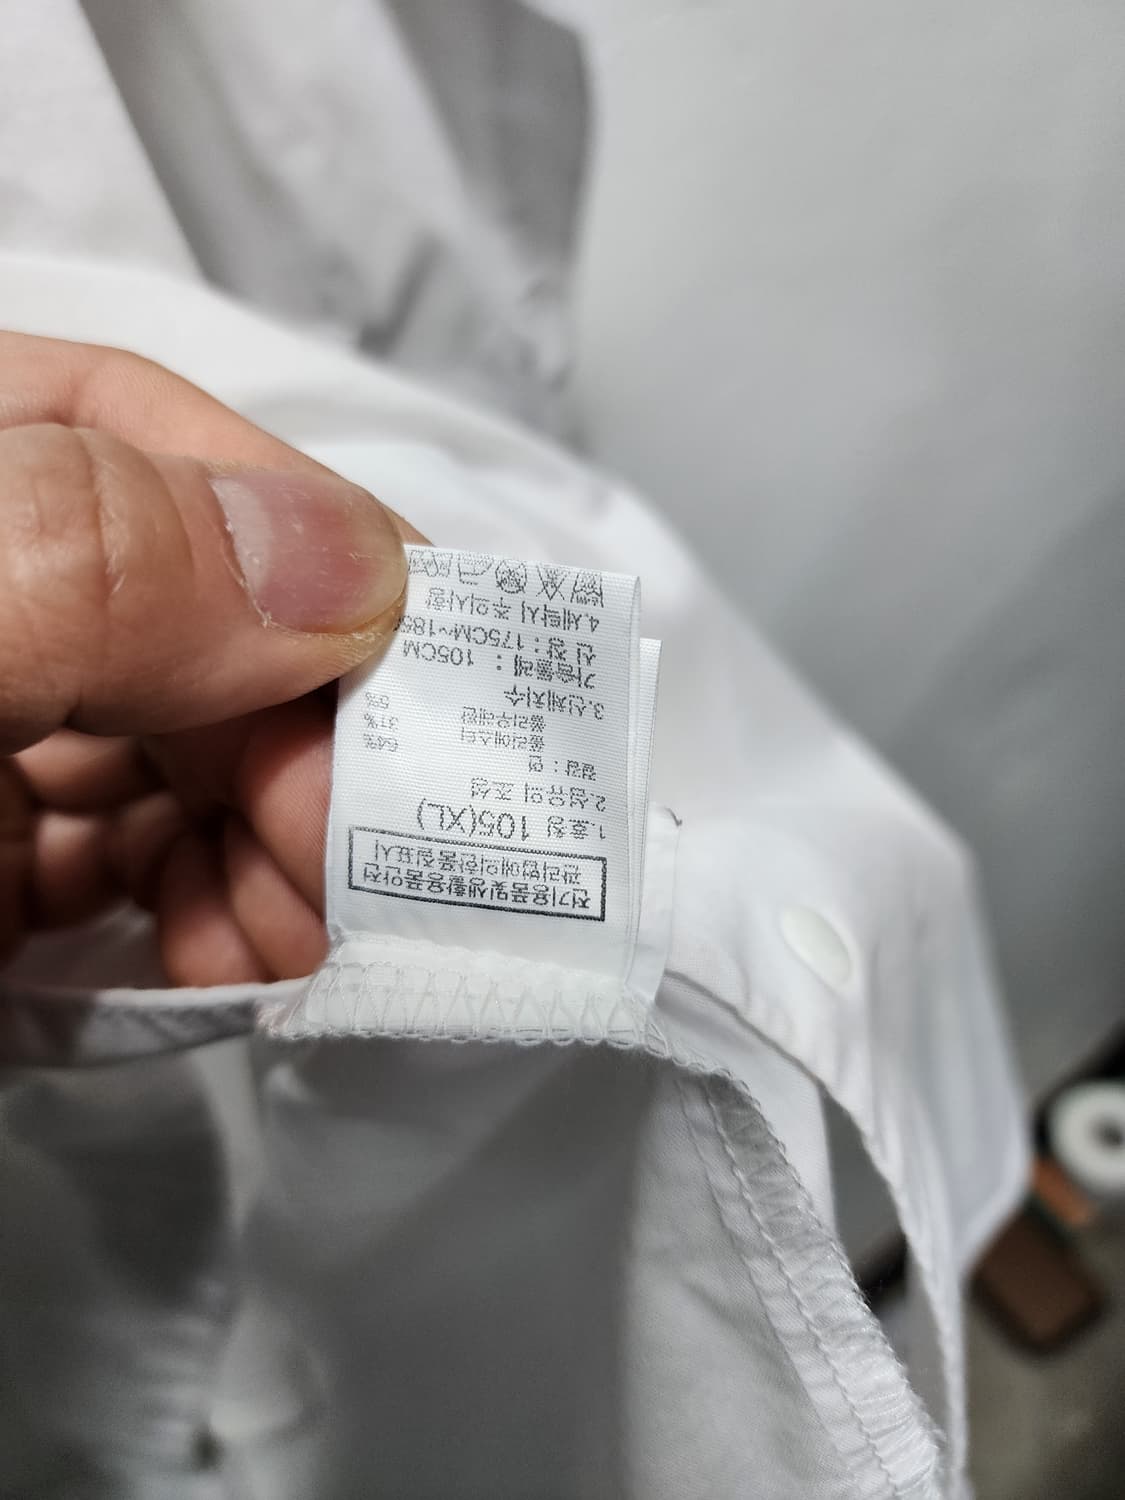 전기용품및생활용품안전
관리법에의한품질표시
1.호칭 105(XL)
2.섬유의 조성
겉감 : 면 64%
폴리에스터 31%
폴리우레탄 5%
3.신체치수
가슴둘레 : 105CM
신 장 : 175CM~185
4.세탁시 주의사항